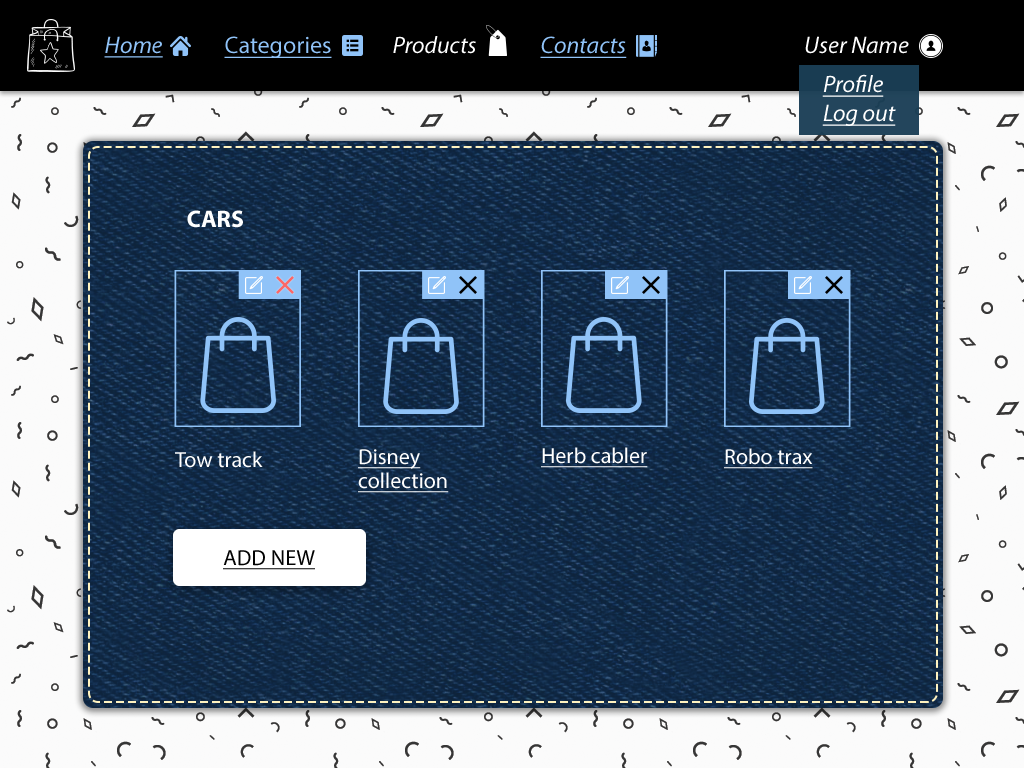 Home Categories Products Contacts User Name
Profile
Log out
CARS
Tow track
Disney
collection
Herb cabler
Robo trax
ADD NEW